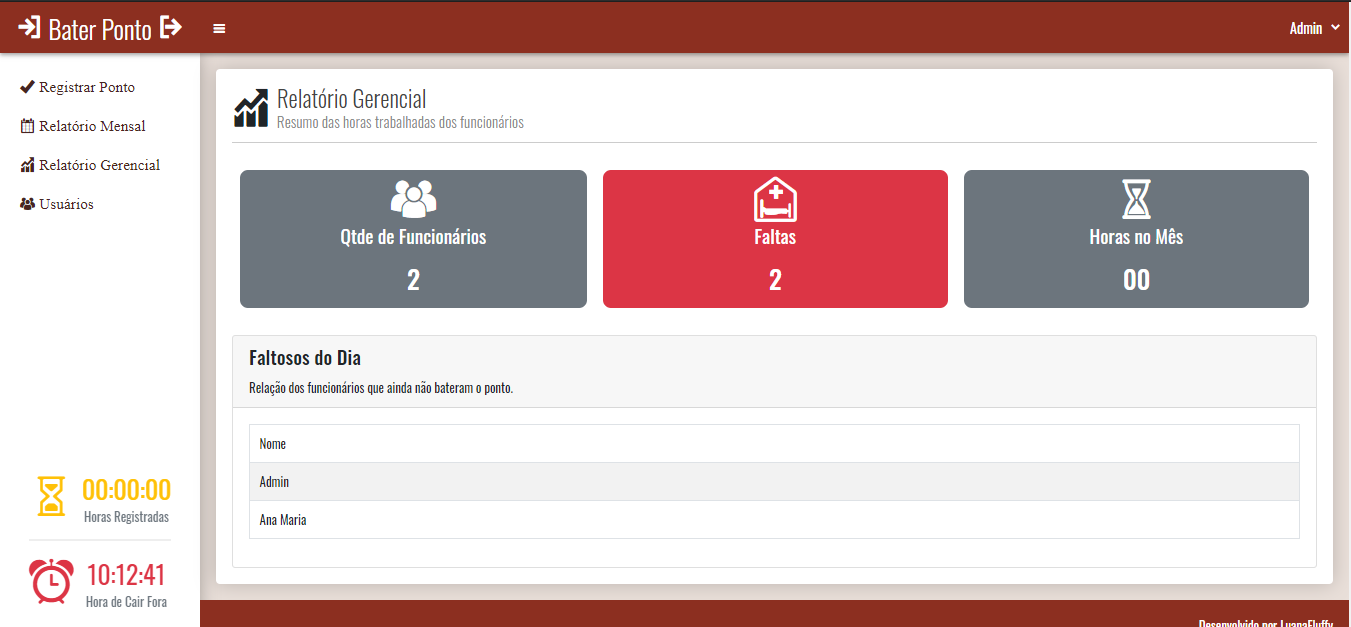 Bater Ponto
Admin
Registrar Ponto
Relatório Mensal
Relatório Gerencial
Usuários
00:00:00
Horas Registradas
10:12:41
Hora de Cair Fora
Relatório Gerencial
Resumo das horas trabalhadas dos funcionários
Qtde de Funcionários
2
Faltas
2
Horas no Mês
00
Faltosos do Dia
Relação dos funcionários que ainda não bateram o ponto.
Nome
Admin
Ana Maria
Desenvolvido por LuanaFluffy